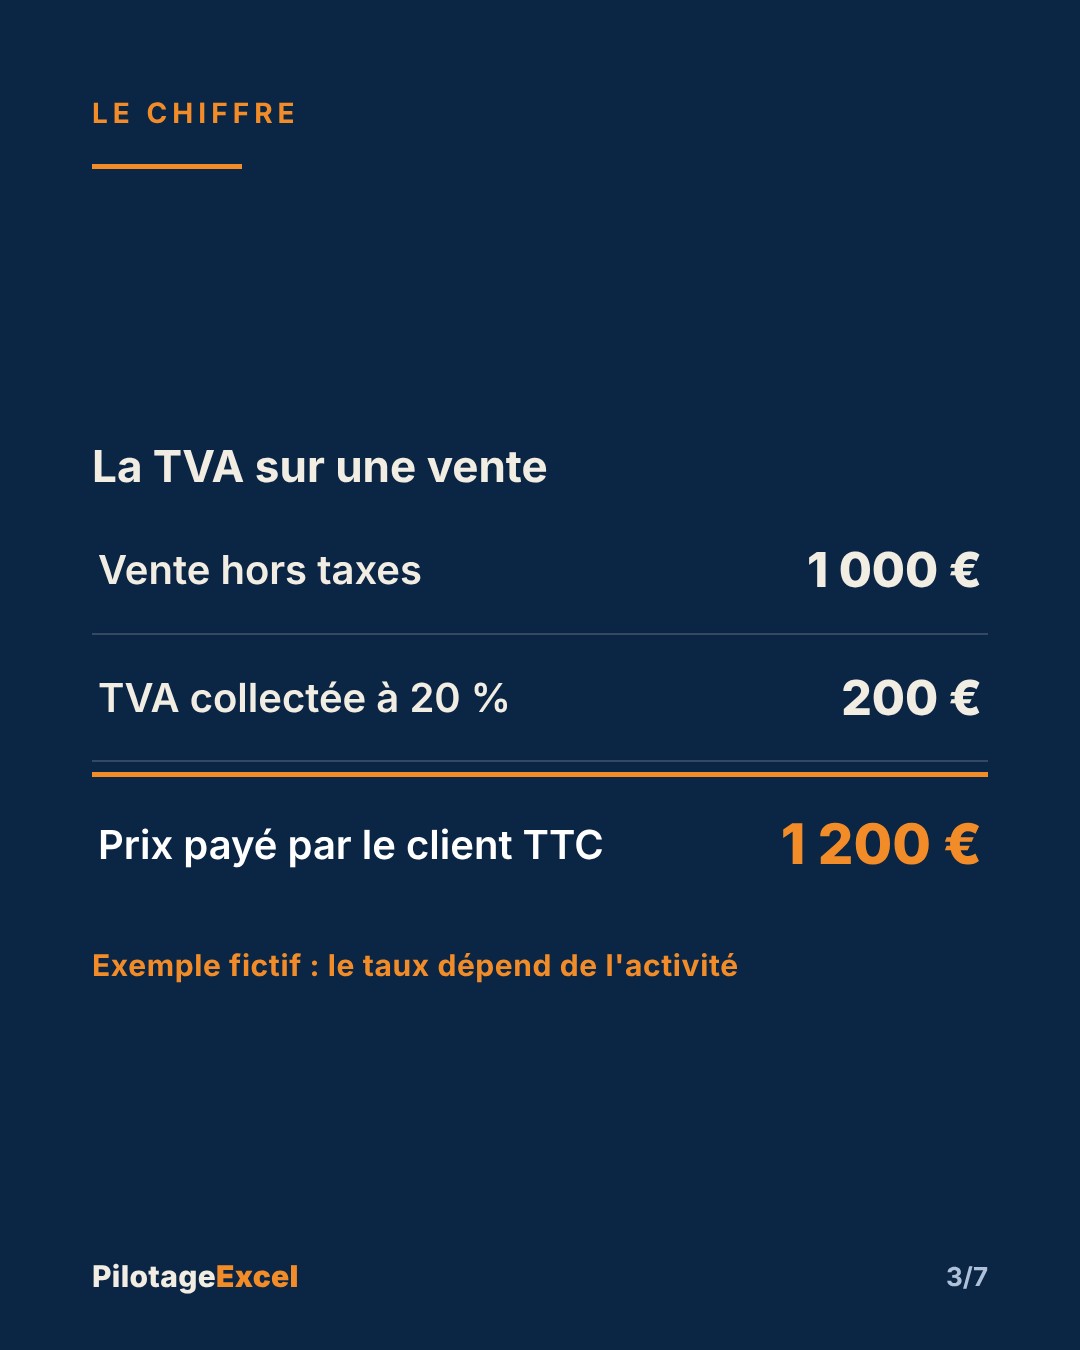 LE CHIFFRE
La TVA sur une vente
Vente hors taxes 1 000 €
TVA collectée à 20 % 200 €
Prix payé par le client TTC 1 200 €
Exemple fictif : le taux dépend de l'activité
PilotageExcel 3/7